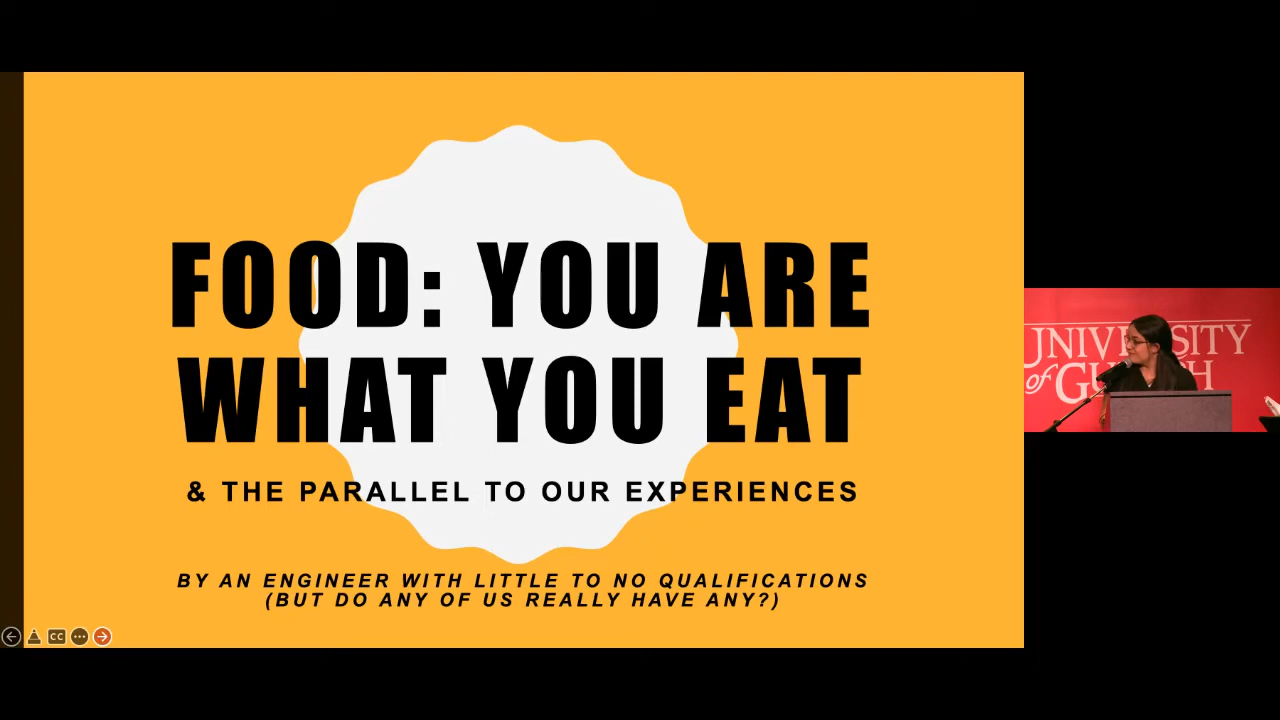 FOOD: YOU ARE
WHAT YOU EAT
& THE PARALLEL TO OUR EXPERIENCES
BY AN ENGINEER WITH LITTLE TO NO QUALIFICATIONS
(BUT DO ANY OF US REALLY HAVE ANY?)
CC
UNIVERSITY
of